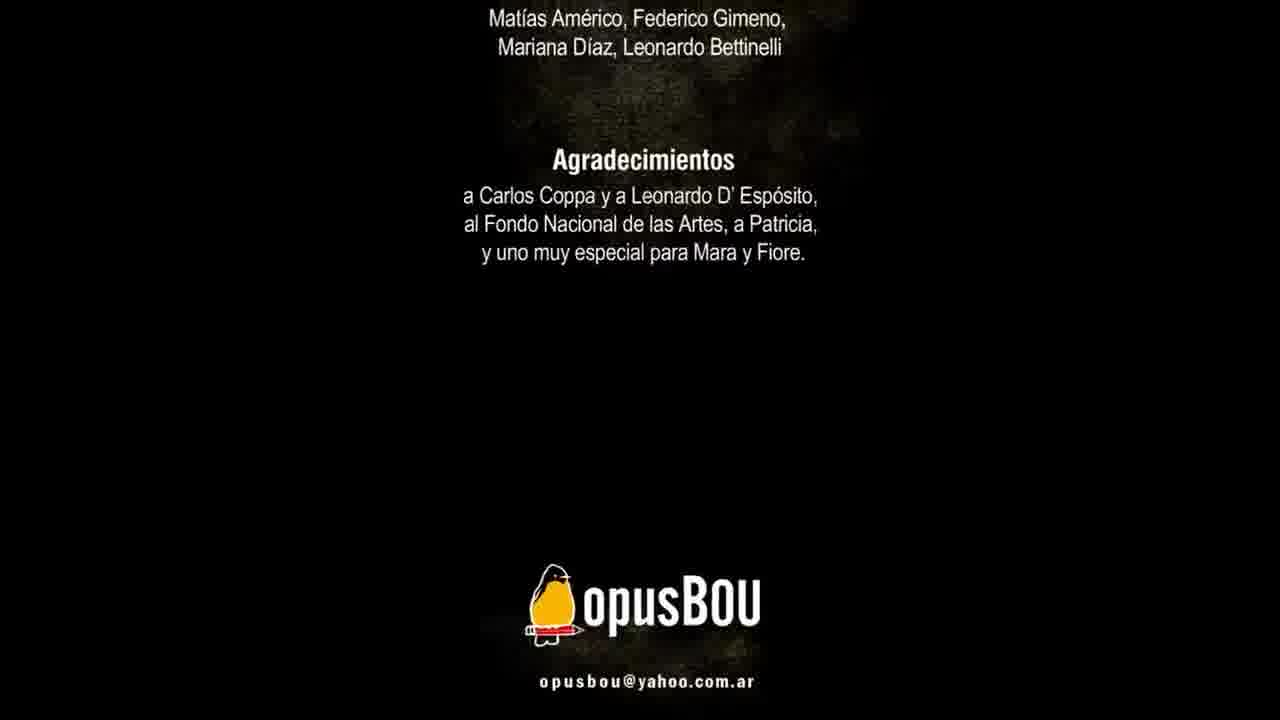 Matías Américo, Federico Gimeno,
Mariana Díaz, Leonardo Bettinelli
Agradecimientos
a Carlos Coppa y a Leonardo D' Espósito,
al Fondo Nacional de las Artes, a Patricia,
y uno muy especial para Mara y Fiore.
opusBOU
opusbou@yahoo.com.ar